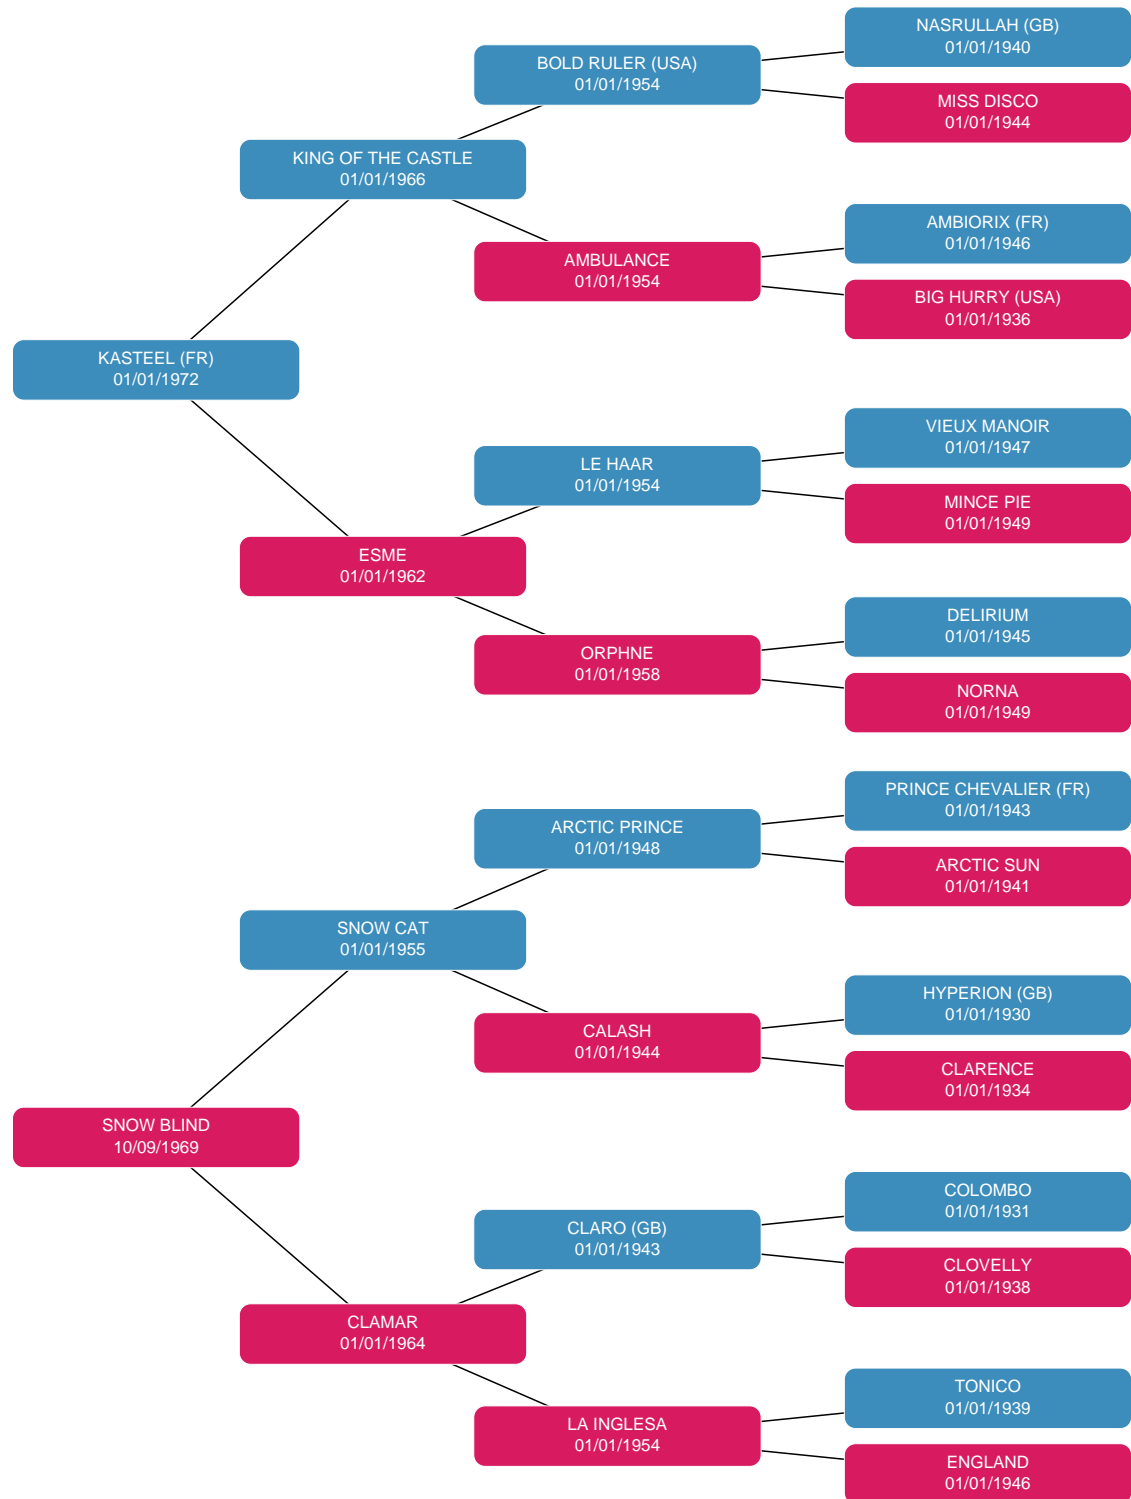 NASRULLAH (GB)
01/01/1940
BOLD RULER (USA)
01/01/1954
MISS DISCO
01/01/1944
KING OF THE CASTLE
01/01/1966
AMBIORIX (FR)
01/01/1946
AMBULANCE
01/01/1954
BIG HURRY (USA)
01/01/1936
KASTEEL (FR)
01/01/1972
VIEUX MANOIR
01/01/1947
LE HAAR
01/01/1954
MINCE PIE
01/01/1949
ESME
01/01/1962
DELIRIUM
01/01/1945
ORPHNE
01/01/1958
NORNA
01/01/1949
PRINCE CHEVALIER (FR)
01/01/1943
ARCTIC PRINCE
01/01/1948
ARCTIC SUN
01/01/1941
SNOW CAT
01/01/1955
HYPERION (GB)
01/01/1930
CALASH
01/01/1944
CLARENCE
01/01/1934
SNOW BLIND
10/09/1969
COLOMBO
01/01/1931
CLARO (GB)
01/01/1943
CLOVELLY
01/01/1938
CLAMAR
01/01/1964
TONICO
01/01/1939
LA INGLESA
01/01/1954
ENGLAND
01/01/1946